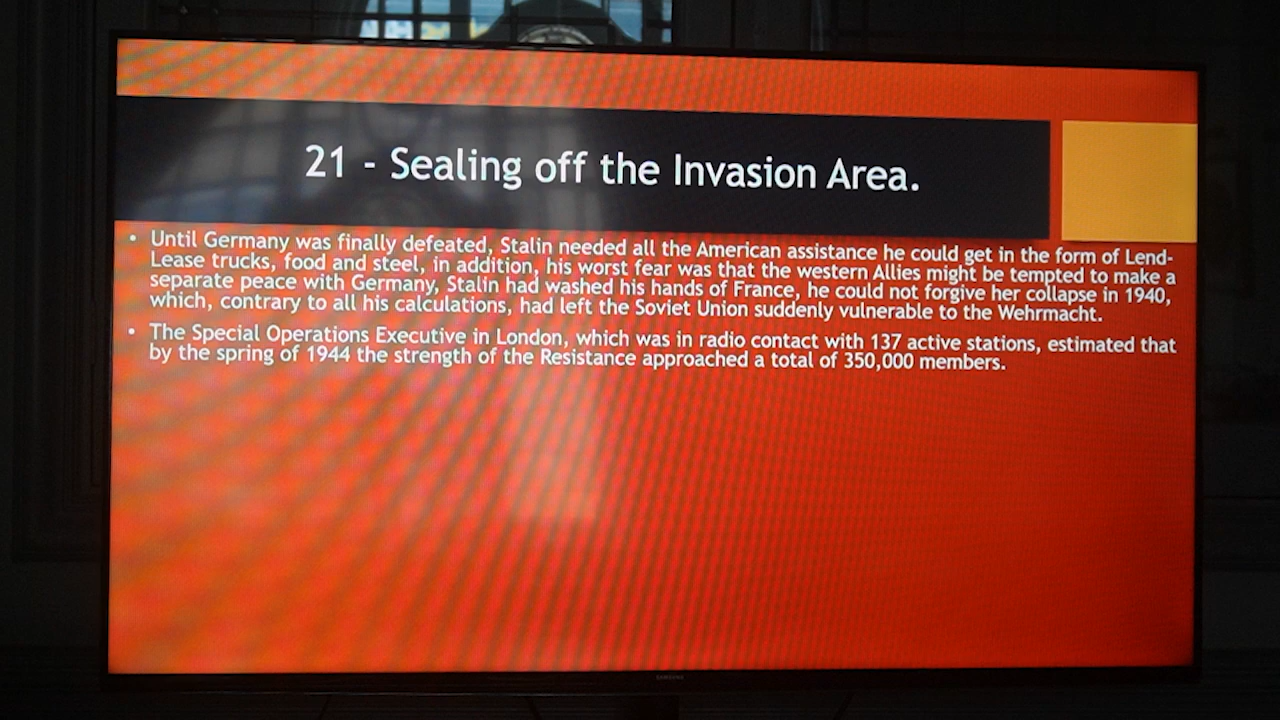 21 - Sealing off the Invasion Area.
• Until Germany was finally defeated, Stalin needed all the American assistance he could get in the form of Lend-
Lease trucks, food and steel, in addition, his worst fear was that the western Allies might be tempted to make a
separate peace with Germany, Stalin had washed his hands of France, he could not forgive her collapse in 1940,
which, contrary to all his calculations, had left the Soviet Union suddenly vulnerable to the Wehrmacht.
• The Special Operations Executive in London, which was in radio contact with 137 active stations, estimated that
by the spring of 1944 the strength of the Resistance approached a total of 350,000 members.
SAMSUNG